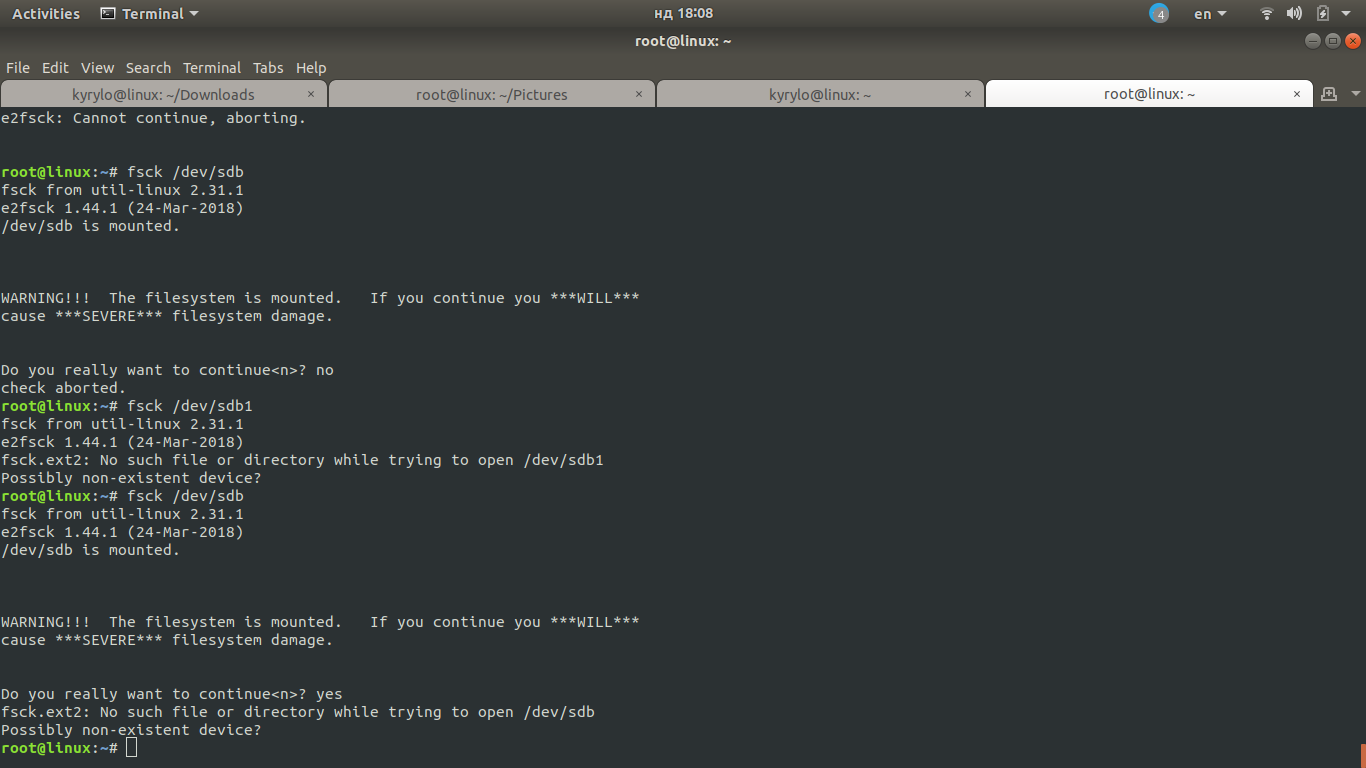 Activities Terminal нд 18:08 4 en
root@linux: ~
File Edit View Search Terminal Tabs Help
kyrylo@linux: ~/Downloads × root@linux: ~/Pictures × kyrylo@linux: ~ × root@linux: ~ ×
e2fsck: Cannot continue, aborting.
root@linux:~# fsck /dev/sdb
fsck from util-linux 2.31.1
e2fsck 1.44.1 (24-Mar-2018)
/dev/sdb is mounted.
WARNING!!!  The filesystem is mounted.   If you continue you ***WILL***
cause ***SEVERE*** filesystem damage.
Do you really want to continue<n>? no
check aborted.
root@linux:~# fsck /dev/sdb1
fsck from util-linux 2.31.1
e2fsck 1.44.1 (24-Mar-2018)
fsck.ext2: No such file or directory while trying to open /dev/sdb1
Possibly non-existent device?
root@linux:~# fsck /dev/sdb
fsck from util-linux 2.31.1
e2fsck 1.44.1 (24-Mar-2018)
/dev/sdb is mounted.
WARNING!!!  The filesystem is mounted.   If you continue you ***WILL***
cause ***SEVERE*** filesystem damage.
Do you really want to continue<n>? yes
fsck.ext2: No such file or directory while trying to open /dev/sdb
Possibly non-existent device?
root@linux:~#